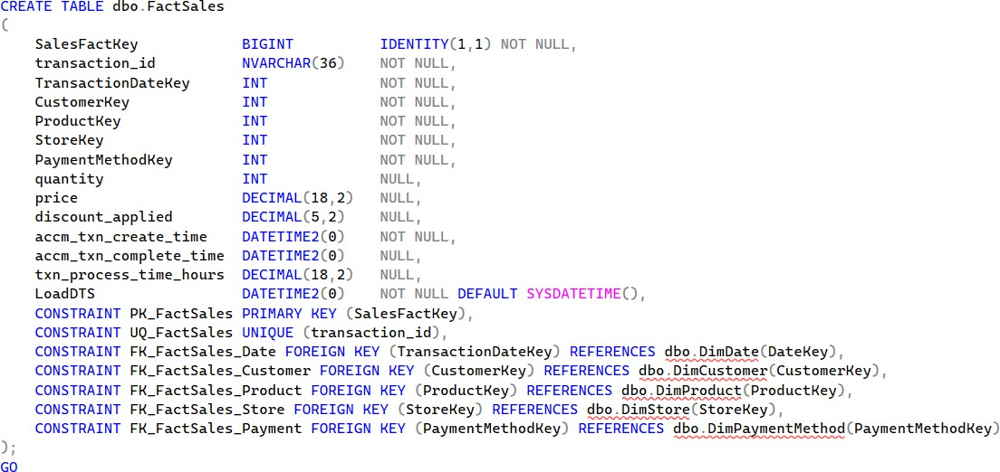 CREATE TABLE dbo.FactSales
(
    SalesFactKey            BIGINT             IDENTITY(1,1) NOT NULL,
    transaction_id          NVARCHAR(36)    NOT NULL,
    TransactionDateKey      INT             NOT NULL,
    CustomerKey             INT             NOT NULL,
    ProductKey              INT             NOT NULL,
    StoreKey                INT             NOT NULL,
    PaymentMethodKey        INT             NOT NULL,
    quantity                INT             NULL,
    price                   DECIMAL(18,2)   NULL,
    discount_applied        DECIMAL(5,2)    NULL,
    accm_txn_create_time    DATETIME2(0)    NOT NULL,
    accm_txn_complete_time  DATETIME2(0)    NULL,
    txn_process_time_hours  DECIMAL(18,2)   NULL,
    LoadDTS                 DATETIME2(0)    NOT NULL DEFAULT SYSDATETIME(),
    CONSTRAINT PK_FactSales PRIMARY KEY (SalesFactKey),
    CONSTRAINT UQ_FactSales UNIQUE (transaction_id),
    CONSTRAINT FK_FactSales_Date FOREIGN KEY (TransactionDateKey) REFERENCES dbo.DimDate(DateKey),
    CONSTRAINT FK_FactSales_Customer FOREIGN KEY (CustomerKey) REFERENCES dbo.DimCustomer(CustomerKey),
    CONSTRAINT FK_FactSales_Product FOREIGN KEY (ProductKey) REFERENCES dbo.DimProduct(ProductKey),
    CONSTRAINT FK_FactSales_Store FOREIGN KEY (StoreKey) REFERENCES dbo.DimStore(StoreKey),
    CONSTRAINT FK_FactSales_Payment FOREIGN KEY (PaymentMethodKey) REFERENCES dbo.DimPaymentMethod(PaymentMethodKey)
);
GO